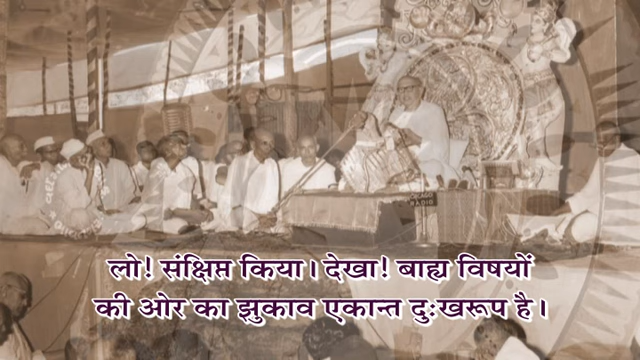 लो! संक्षिप्त किया। देखा! बाह्य विषयों
की ओर का झुकाव एकान्त दुःखरूप है।